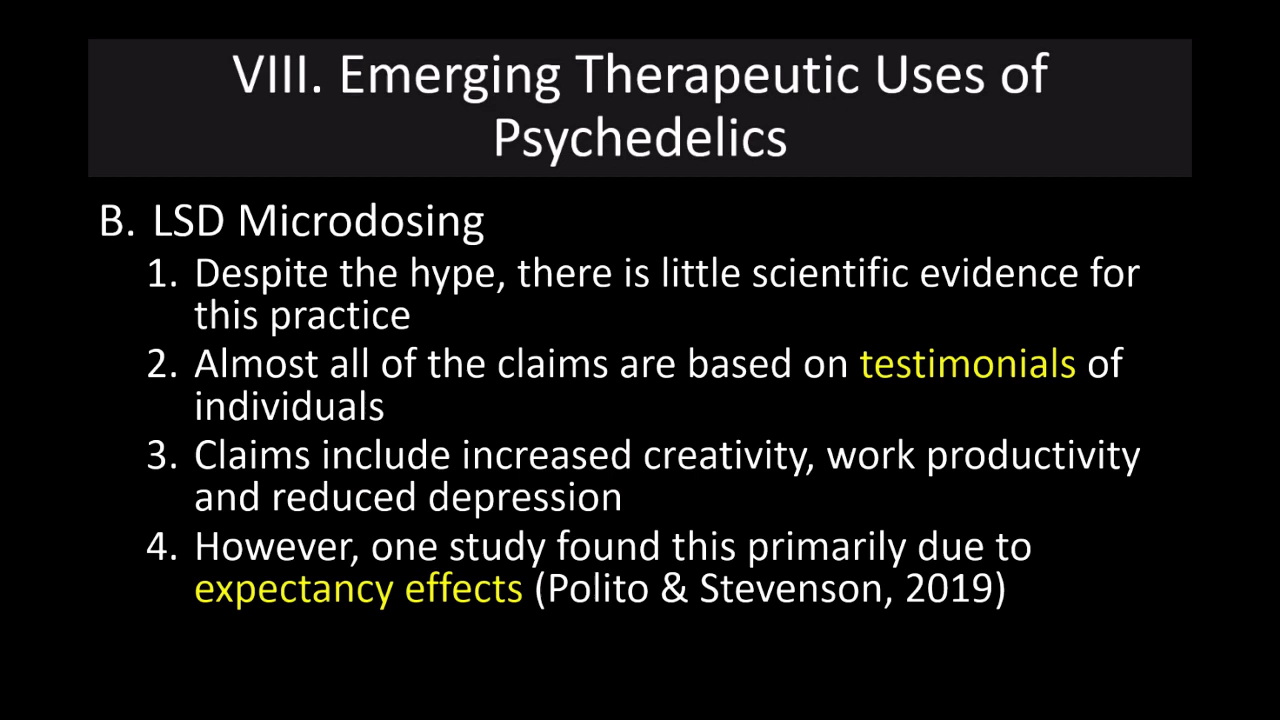 VIII. Emerging Therapeutic Uses of
Psychedelics
B. LSD Microdosing
1. Despite the hype, there is little scientific evidence for
this practice
2. Almost all of the claims are based on testimonials of
individuals
3. Claims include increased creativity, work productivity
and reduced depression
4. However, one study found this primarily due to
expectancy effects (Polito & Stevenson, 2019)